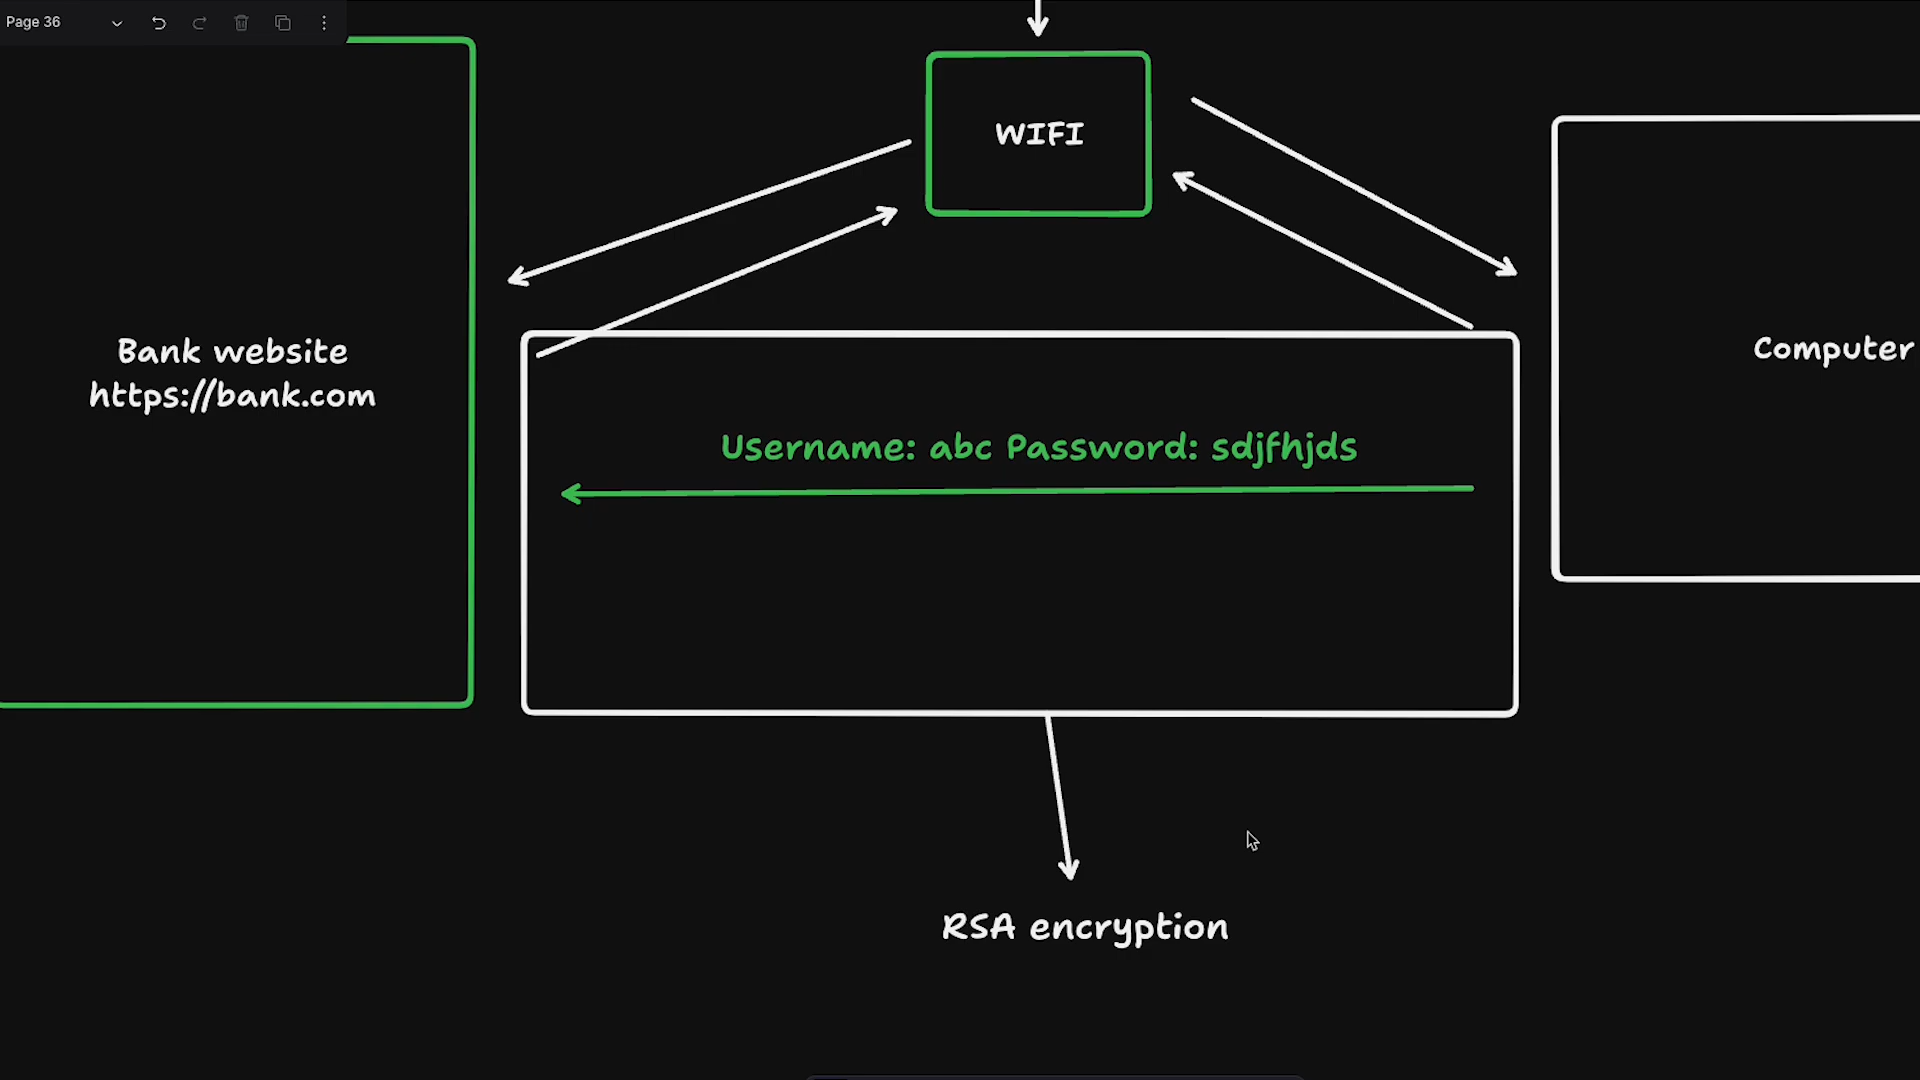 Page 36
WIFI
Bank website
https://bank.com
Computer
Username: abc Password: sdjfhjds
RSA encryption